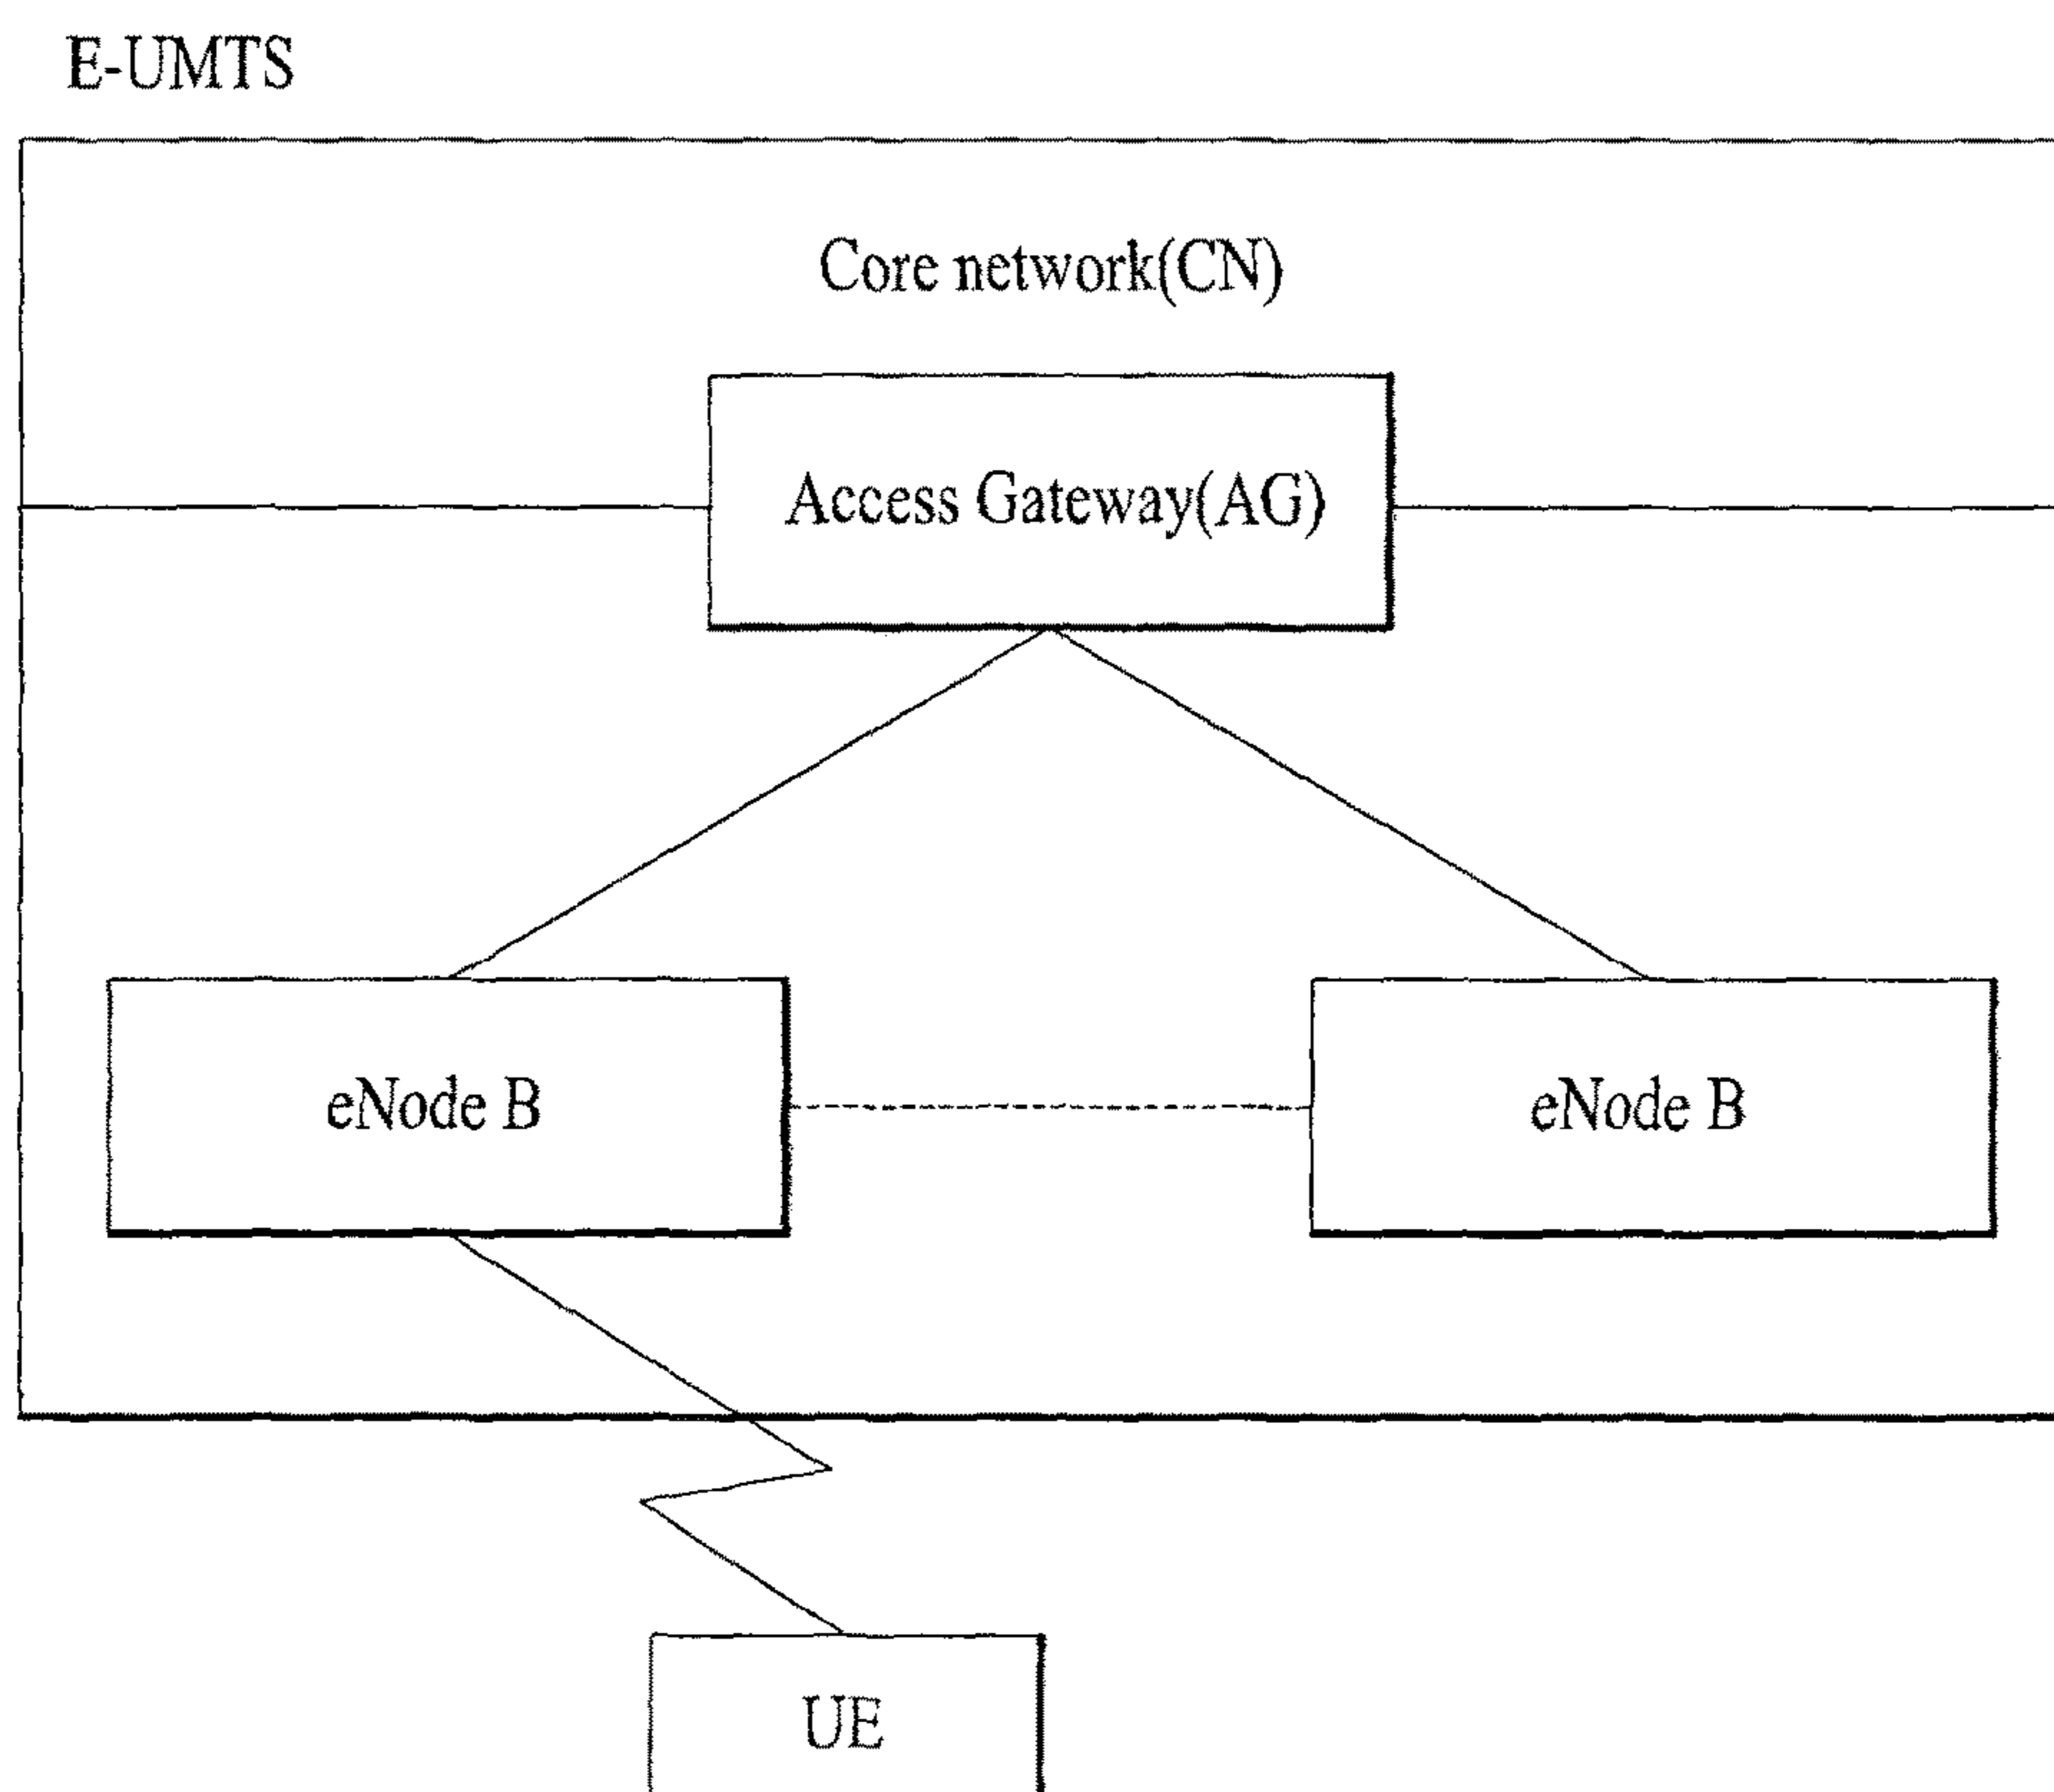 E-UMTS
Core network(CN)
Access Gateway(AG)
eNode B
eNode B
UE